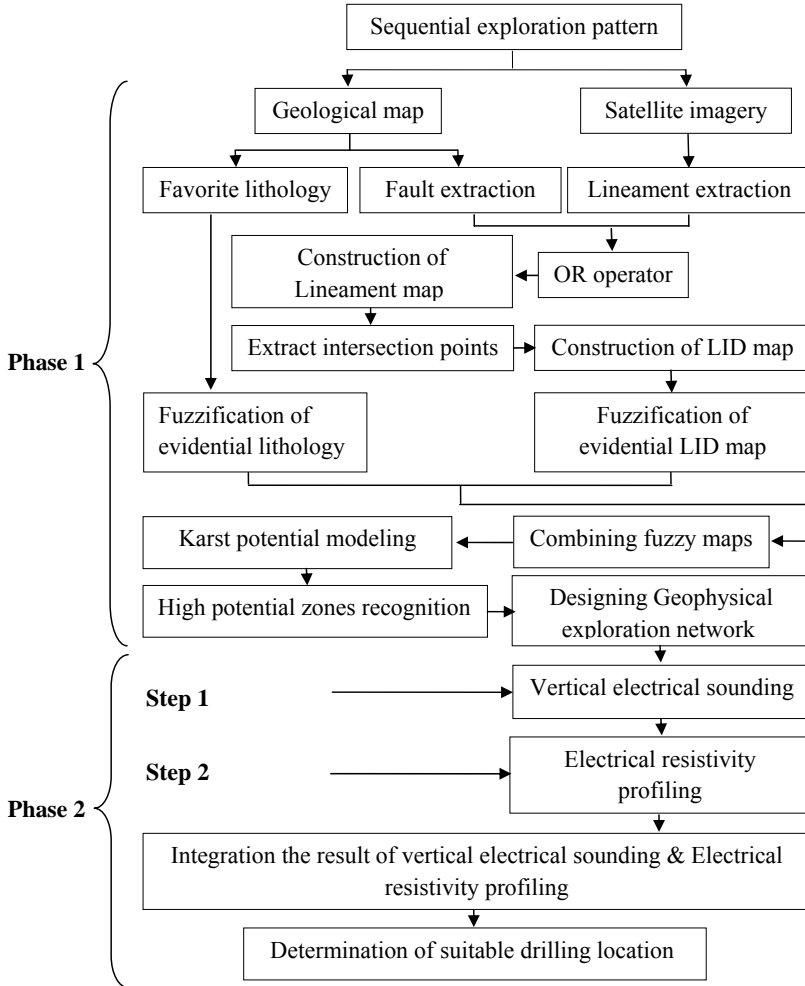 Sequential exploration pattern
Geological map
Satellite imagery
Favorite lithology
Fault extraction
Lineament extraction
Construction of
Lineament map
OR operator
Extract intersection points
Construction of LID map
Phase 1
Fuzzification of
evidential lithology
Fuzzification of
evidential LID map
Karst potential modeling
Combining fuzzy maps
High potential zones recognition
Designing Geophysical
exploration network
Step 1
Vertical electrical sounding
Step 2
Electrical resistivity
profiling
Phase 2
Integration the result of vertical electrical sounding & Electrical
resistivity profiling
Determination of suitable drilling location